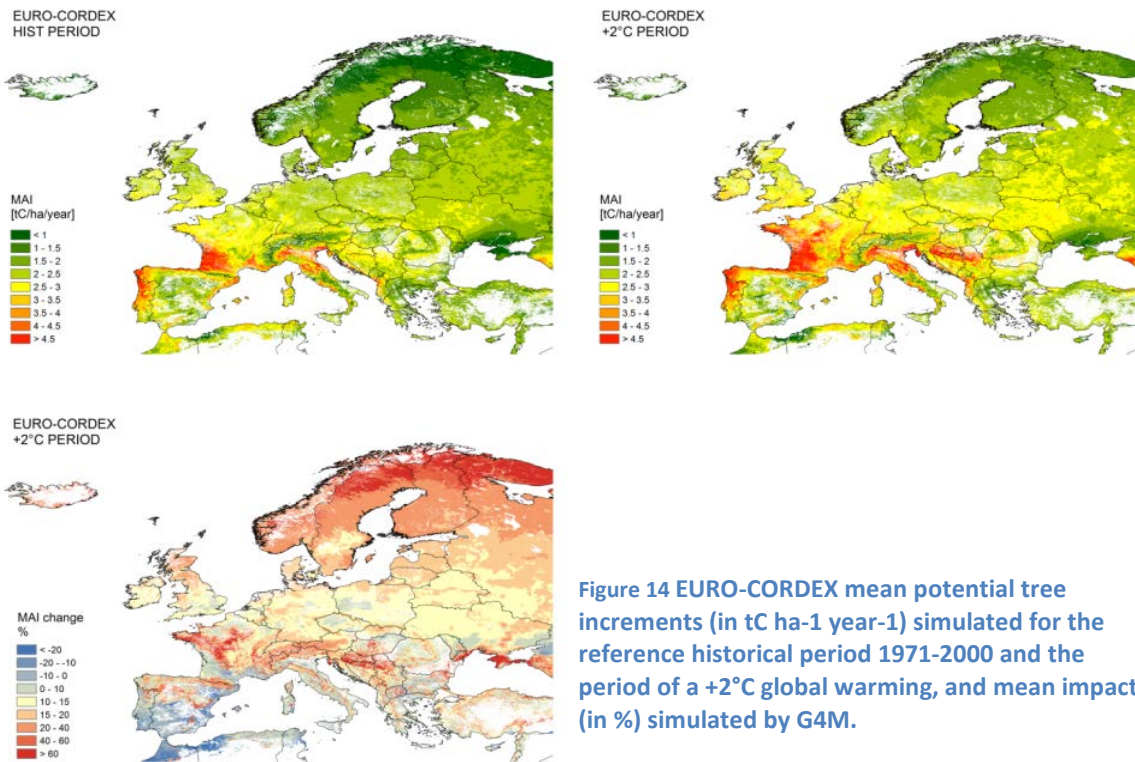 EURO-CORDEX
HIST PERIOD
MAI
[tC/ha/year]
< 1
1 - 1.5
1.5 - 2
2 - 2.5
2.5 - 3
3 - 3.5
3.5 - 4
4 - 4.5
> 4.5
EURO-CORDEX
+2°C PERIOD
MAI
[tC/ha/year]
< 1
1 - 1.5
1.5 - 2
2 - 2.5
2.5 - 3
3 - 3.5
3.5 - 4
4 - 4.5
> 4.5
EURO-CORDEX
+2°C PERIOD
MAI change
%
< -20
-20 - -10
-10 - 0
0 - 10
10 - 15
15 - 20
20 - 40
40 - 60
> 60
Figure 14 EURO-CORDEX mean potential tree
increments (in tC ha-1 year-1) simulated for the
reference historical period 1971-2000 and the
period of a +2°C global warming, and mean impact
(in %) simulated by G4M.